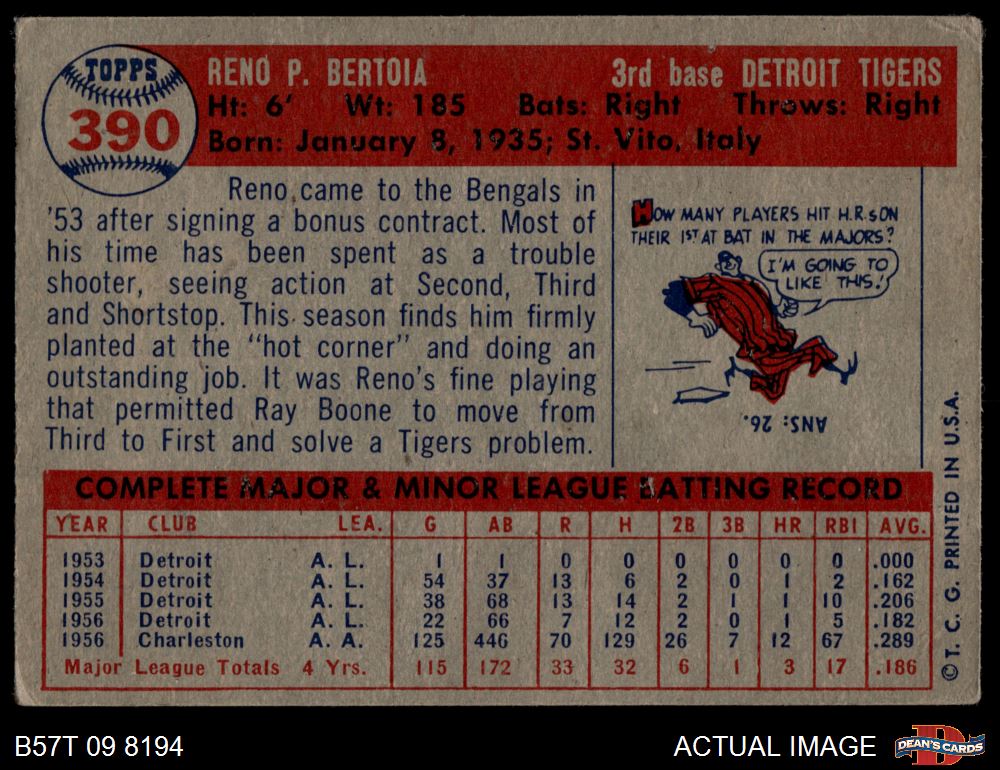 TOPPS
390
RENO P. BERTOIA 3rd base DETROIT TIGERS
Ht: 6' Wt: 185 Bats: Right Throws: Right
Born: January 8, 1935; St. Vito, Italy
Reno came to the Bengals in
'53 after signing a bonus contract. Most of
his time has been spent as a trouble
shooter, seeing action at Second, Third
and Shortstop. This season finds him firmly
planted at the "hot corner" and doing an
outstanding job. It was Reno's fine playing
that permitted Ray Boone to move from
Third to First and solve a Tigers problem.
HOW MANY PLAYERS HIT H.R.s ON
THEIR 1ST AT BAT IN THE MAJORS?
I'M GOING TO
LIKE THIS!
ANS: 26.
COMPLETE MAJOR & MINOR LEAGUE BATTING RECORD
YEAR CLUB LEA. G AB R H 2B 3B HR RBI AVG.
1953 Detroit A. L. 1 1 0 0 0 0 0 0 .000
1954 Detroit A. L. 54 37 13 6 2 0 1 2 .162
1955 Detroit A. L. 38 68 13 14 2 1 1 10 .206
1956 Detroit A. L. 22 66 7 12 2 0 1 5 .182
1956 Charleston A. A. 125 446 70 129 26 7 12 67 .289
Major League Totals 4 Yrs. 115 172 33 32 6 1 3 17 .186
© T. C. G. PRINTED IN U.S.A.
B57T 09 8194
ACTUAL IMAGE
D
DEAN'S CARDS